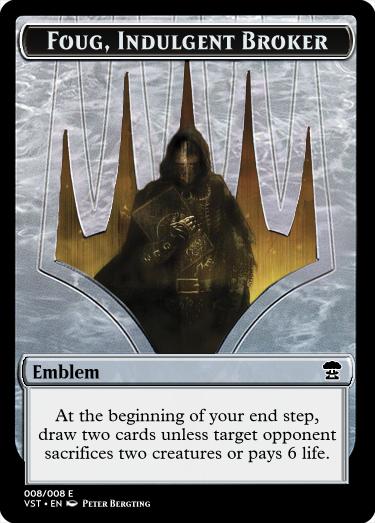 Foug, Indulgent Broker
Emblem
At the beginning of your end step,
draw two cards unless target opponent
sacrifices two creatures or pays 6 life.
008/008 E
VST • EN Peter Bergting